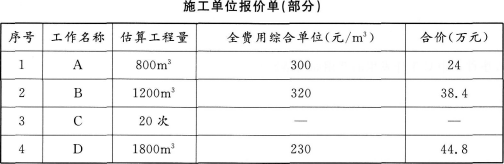 施工单位报价单(部分)
序号 工作名称 估算工程量 全费用综合单位(元/m³) 合价(万元)
1 A 800m³ 300 24
2 B 1200m³ 320 38.4
3 C 20次 — —
4 D 1800m³ 230 44.8